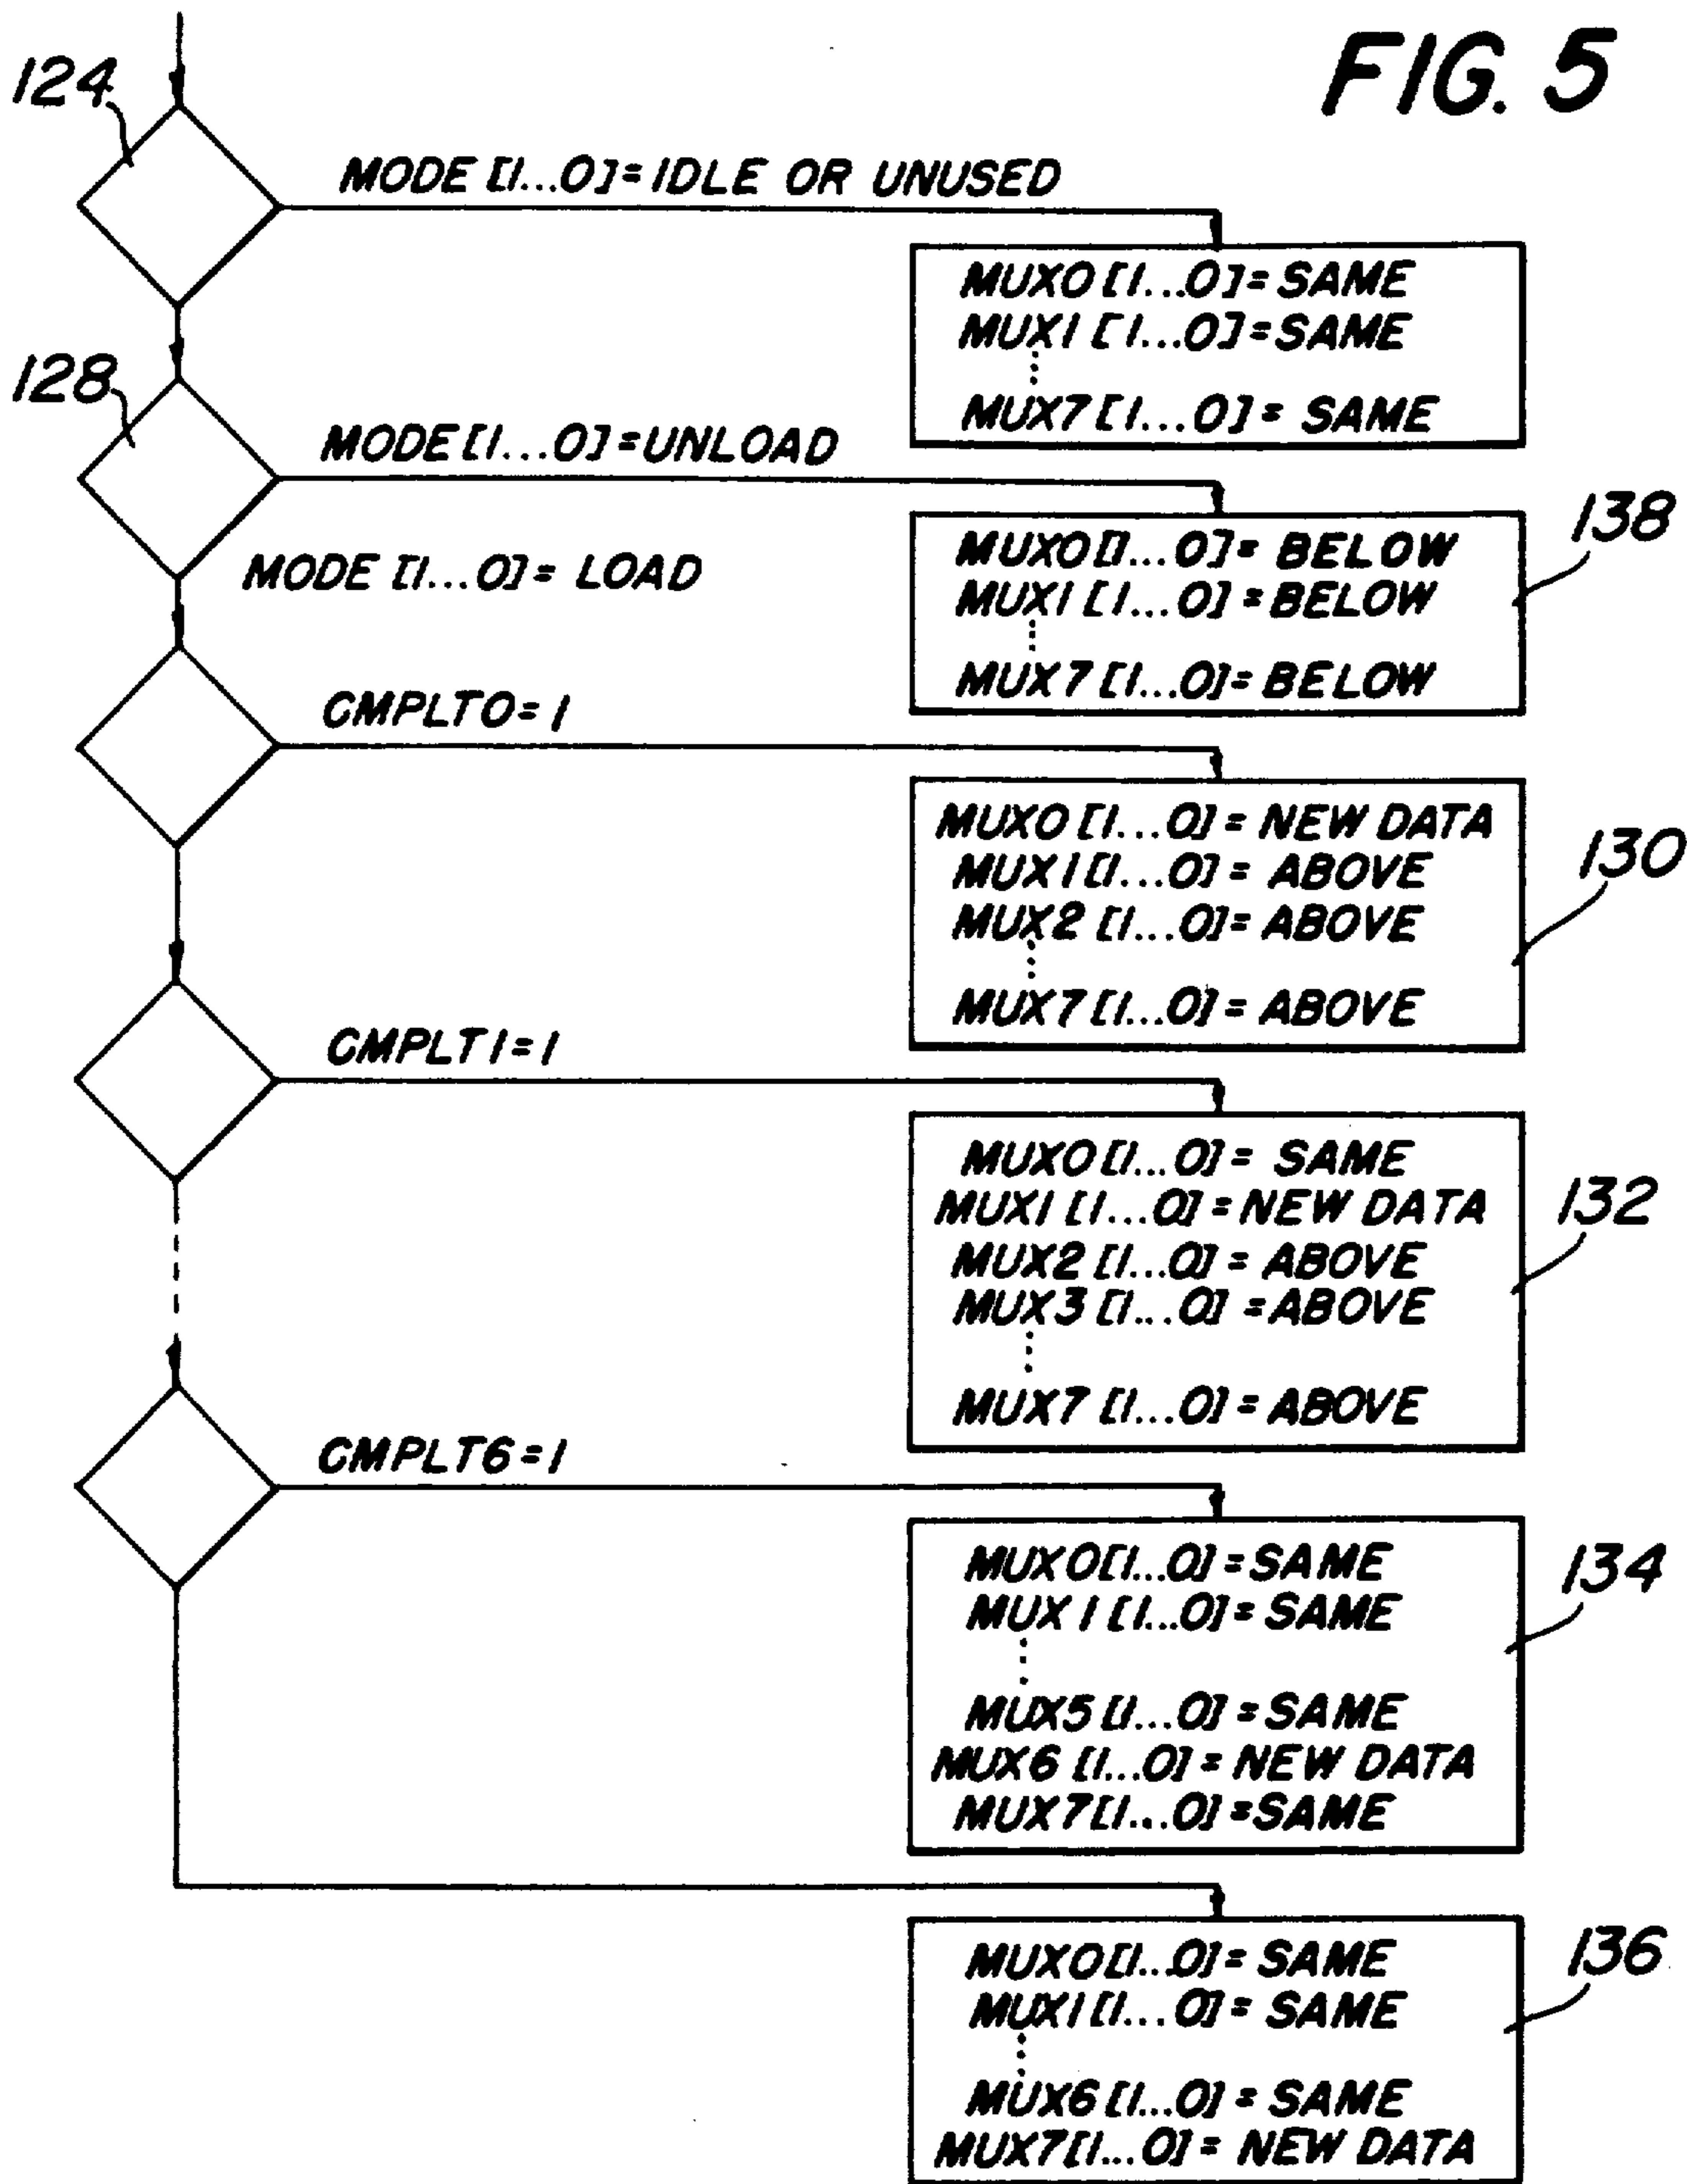 FIG. 5
124
MODE [1...0]=IDLE OR UNUSED
MUX0 [1...0]= SAME
MUX1 [1...0]=SAME
MUX7 [1...0]= SAME
128
MODE [1...0]=UNLOAD
138
MUX0 [1...0]= BELOW
MUX1 [1...0]=BELOW
MUX7 [1...0]= BELOW
MODE [1...0]= LOAD
CMPLT0=1
130
MUX0 [1...0]= NEW DATA
MUX1 [1...0]= ABOVE
MUX2 [1...0]= ABOVE
MUX7 [1...0]= ABOVE
CMPLT1=1
132
MUX0 [1...0]= SAME
MUX1 [1...0]=NEW DATA
MUX2 [1...0]= ABOVE
MUX3 [1...0] =ABOVE
MUX7 [1...0]= ABOVE
CMPLT6=1
134
MUX0[1...0]=SAME
MUX1 [1...0]= SAME
MUX5 [1...0]=SAME
MUX6 [1...0]= NEW DATA
MUX7[1...0]=SAME
136
MUX0[1...0]= SAME
MUX1[1...0]= SAME
MUX6 [1...0]= SAME
MUX7[1...0]= NEW DATA